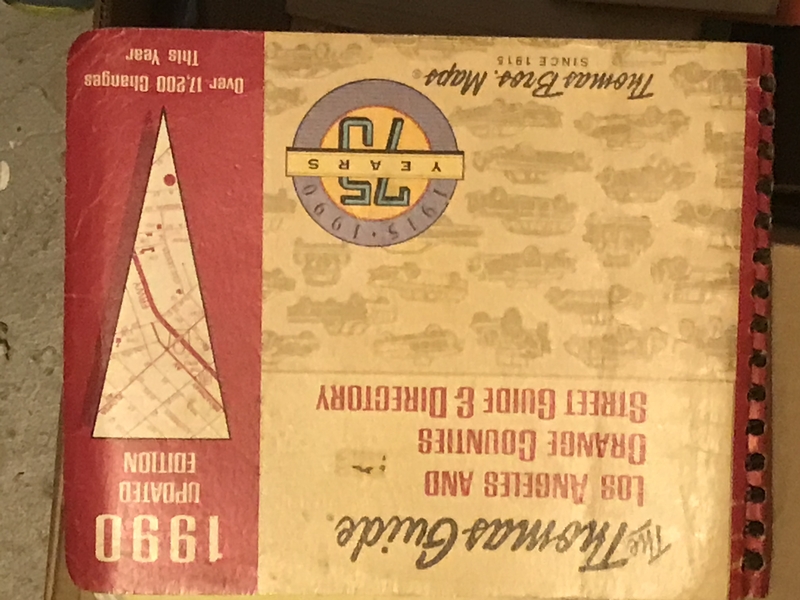 The Thomas Guide.
Los Angeles and
Orange Counties
Street Guide & Directory
1990
UPDATED
EDITION
1915 · 1990
75
YEARS
75
Thomas Bros. Maps®
SINCE 1915
Over 17,200 Changes
This Year